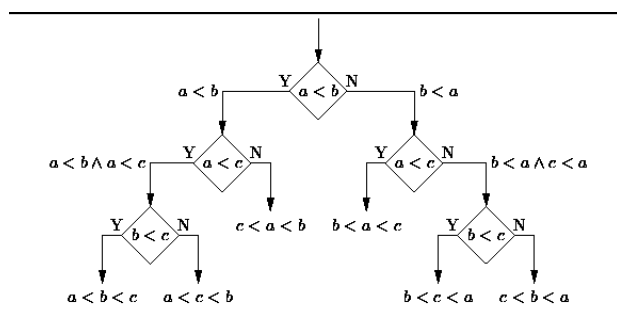 Y a < b N
a < b b < a
Y a < c N Y a < c N
a < b ∧ a < c b < a ∧ c < a
c < a < b b < a < c
Y b < c N Y b < c N
a < b < c a < c < b b < c < a c < b < a